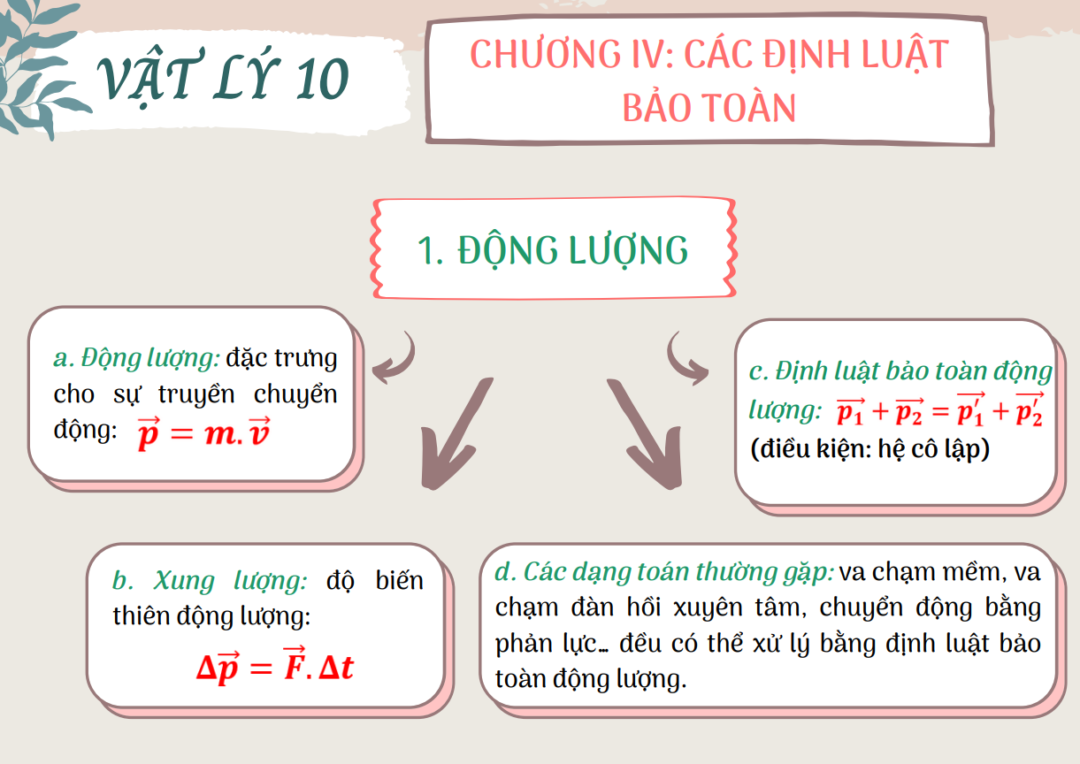 VẬT LÝ 10
CHƯƠNG IV: CÁC ĐỊNH LUẬT
BẢO TOÀN
1. ĐỘNG LƯỢNG
a. Động lượng: đặc trưng
cho sự truyền chuyển
động: $\vec{p} = m.\vec{v}$
c. Định luật bảo toàn động
lượng: $\vec{p_1} + \vec{p_2} = \vec{p_1'} + \vec{p_2'}$
(điều kiện: hệ cô lập)
b. Xung lượng: độ biến
thiên động lượng:
$\Delta\vec{p} = \vec{F}.\Delta t$
d. Các dạng toán thường gặp: va chạm mềm, va
chạm đàn hồi xuyên tâm, chuyển động bằng
phản lực... đều có thể xử lý bằng định luật bảo
toàn động lượng.